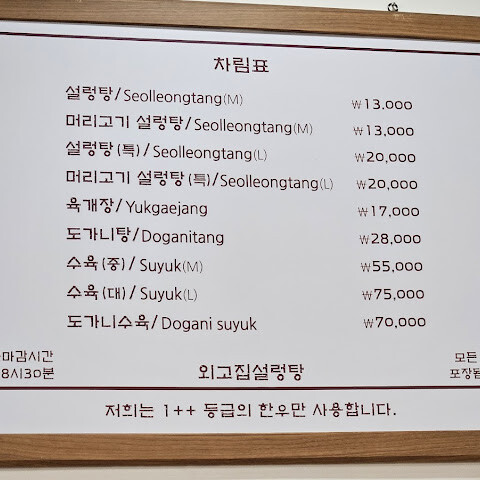 차림표
설렁탕/Seolleongtang(M) ₩13,000
머리고기 설렁탕/Seolleongtang(M) ₩13,000
설렁탕(특)/Seolleongtang(L) ₩20,000
머리고기 설렁탕(특)/Seolleongtang(L) ₩20,000
육개장/Yukgaejang ₩17,000
도가니탕/Doganitang ₩28,000
수육(중)/Suyuk(M) ₩55,000
수육(대)/Suyuk(L) ₩75,000
도가니수육/Dogani suyuk ₩70,000
마감시간
8시30분
외고집설렁탕
모든
포장됩
저희는 1++ 등급의 한우만 사용합니다.